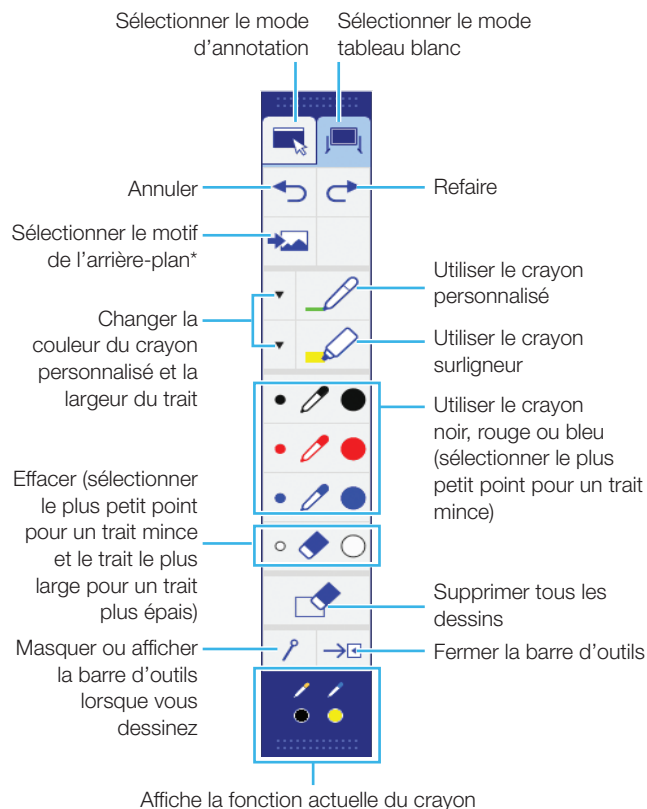 Sélectionner le mode
d’annotation
Sélectionner le mode
tableau blanc
Annuler
Refaire
Sélectionner le motif
de l’arrière-plan*
Utiliser le crayon
personnalisé
Changer la
couleur du crayon
personnalisé et la
largeur du trait
Utiliser le crayon
surligneur
Utiliser le crayon
noir, rouge ou bleu
(sélectionner le plus
petit point pour un trait
mince)
Effacer (sélectionner
le plus petit point
pour un trait mince
et le trait le plus
large pour un trait
plus épais)
Supprimer tous les
dessins
Masquer ou afficher
la barre d’outils
lorsque vous
dessinez
Fermer la barre d’outils
Affiche la fonction actuelle du crayon